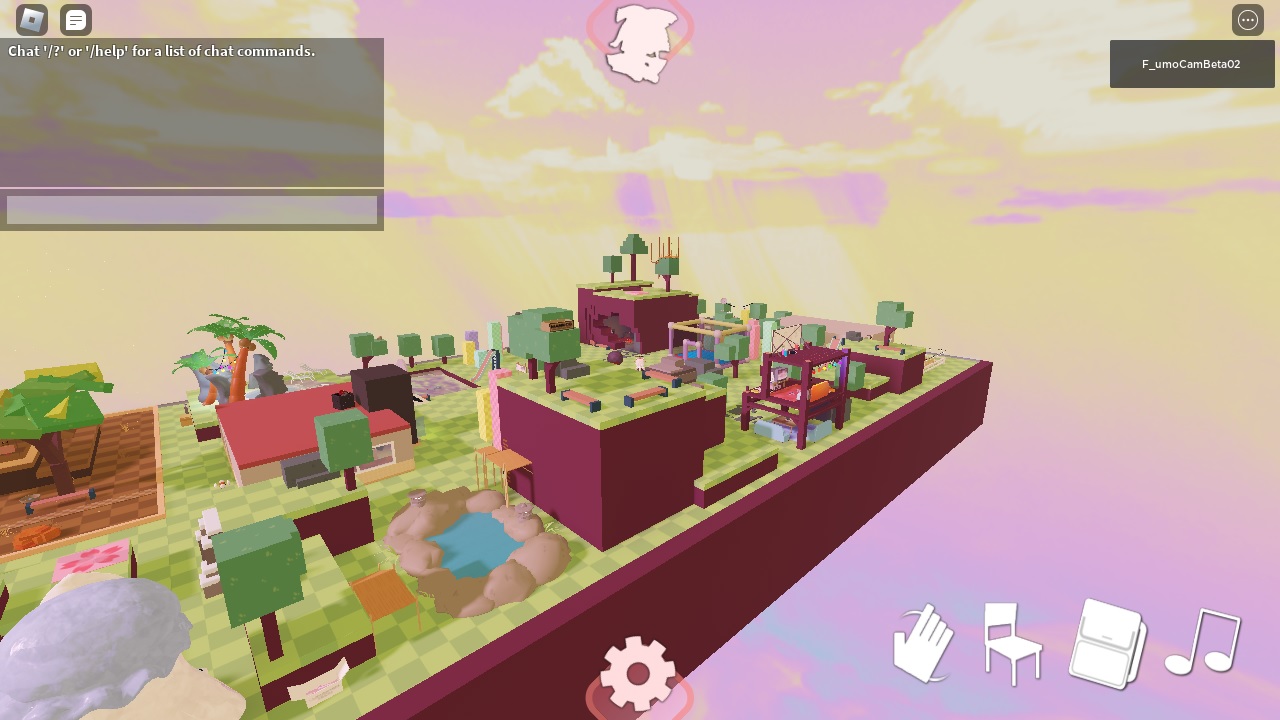 Chat '/?' or '/help' for a list of chat commands.
F_umoCamBeta02